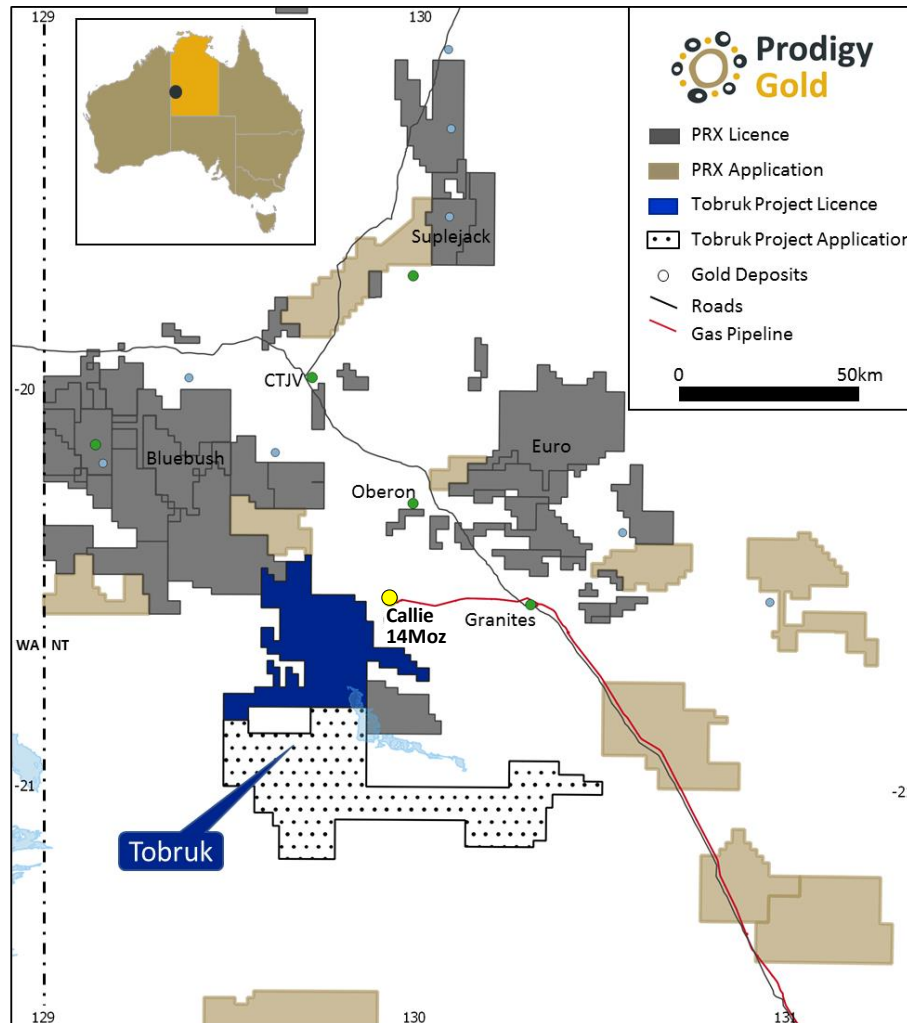 129
130
Prodigy
Gold
PRX Licence
PRX Application
Tobruk Project Licence
Tobruk Project Application
Gold Deposits
Roads
Gas Pipeline
0 50km
Suplejack
-20
CTJV
Bluebush
Euro
Oberon
Callie
14Moz
Granites
WA NT
-21
-2
Tobruk
129
130
131